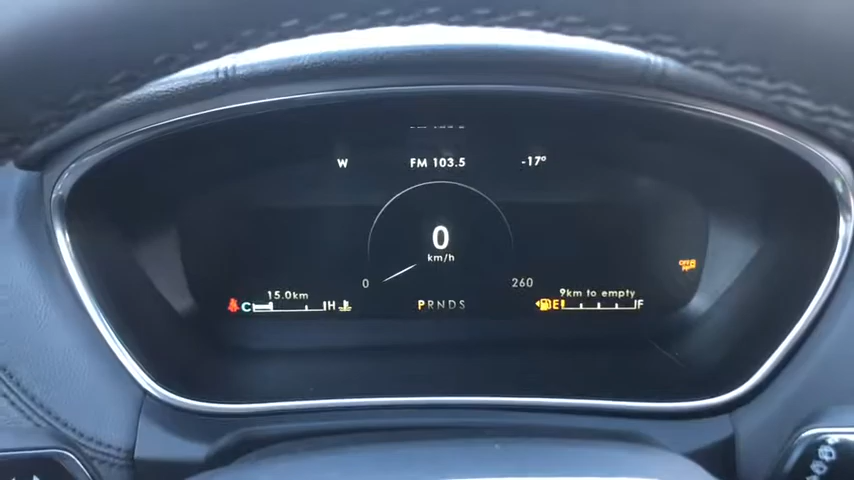 W FM 103.5 -17°
0
km/h
0 260
15.0km 9km to empty
C H PRNDS E F